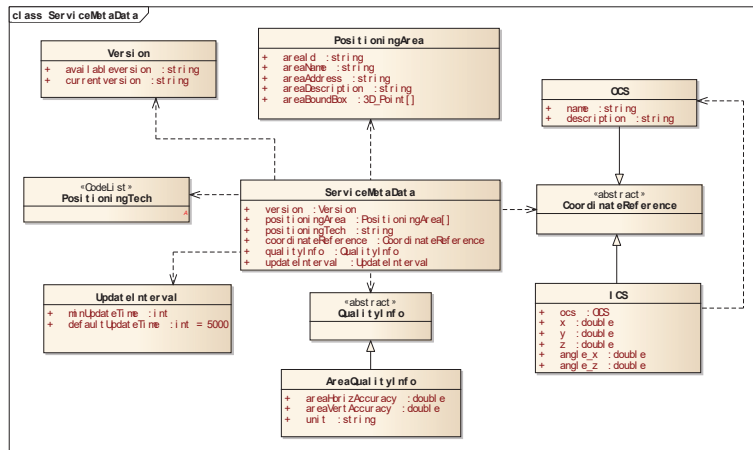 class ServiceMetaData
Version
+ availableversion : string
+ currentversion : string
PositioningArea
+ areaId : string
+ areaName : string
+ areaAddress : string
+ areaDescription : string
+ areaBoundBox : 3D_Point[]
OCS
+ name : string
+ description : string
«CodeList»
PositioningTech
ServiceMetaData
+ version : Version
+ positioningArea : PositioningArea[]
+ positioningTech : string
+ coordinateReference : CoordinateReference
+ qualityInfo : QualityInfo
+ updateInterval : UpdateInterval
«abstract»
CoordinateReference
UpdateInterval
+ minUpdateTime : int
+ defaultUpdateTime : int = 5000
«abstract»
QualityInfo
ICS
+ ocs : OCS
+ x : double
+ y : double
+ z : double
+ angle_x : double
+ angle_z : double
AreaQualityInfo
+ areaHorizAccuracy : double
+ areaVertAccuracy : double
+ unit : string